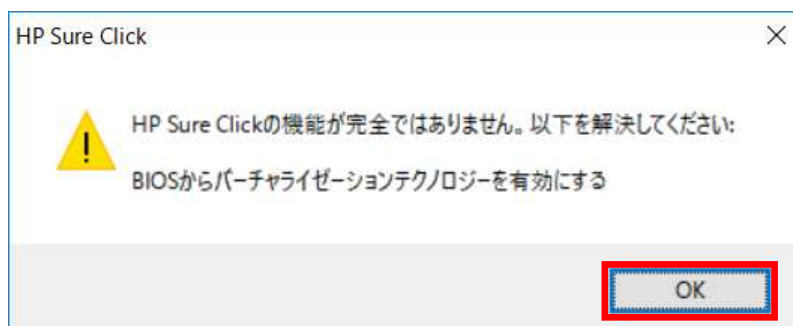 HP Sure Click
HP Sure Clickの機能が完全ではありません。以下を解決してください:
BIOSからバーチャライゼーションテクノロジーを有効にする
OK